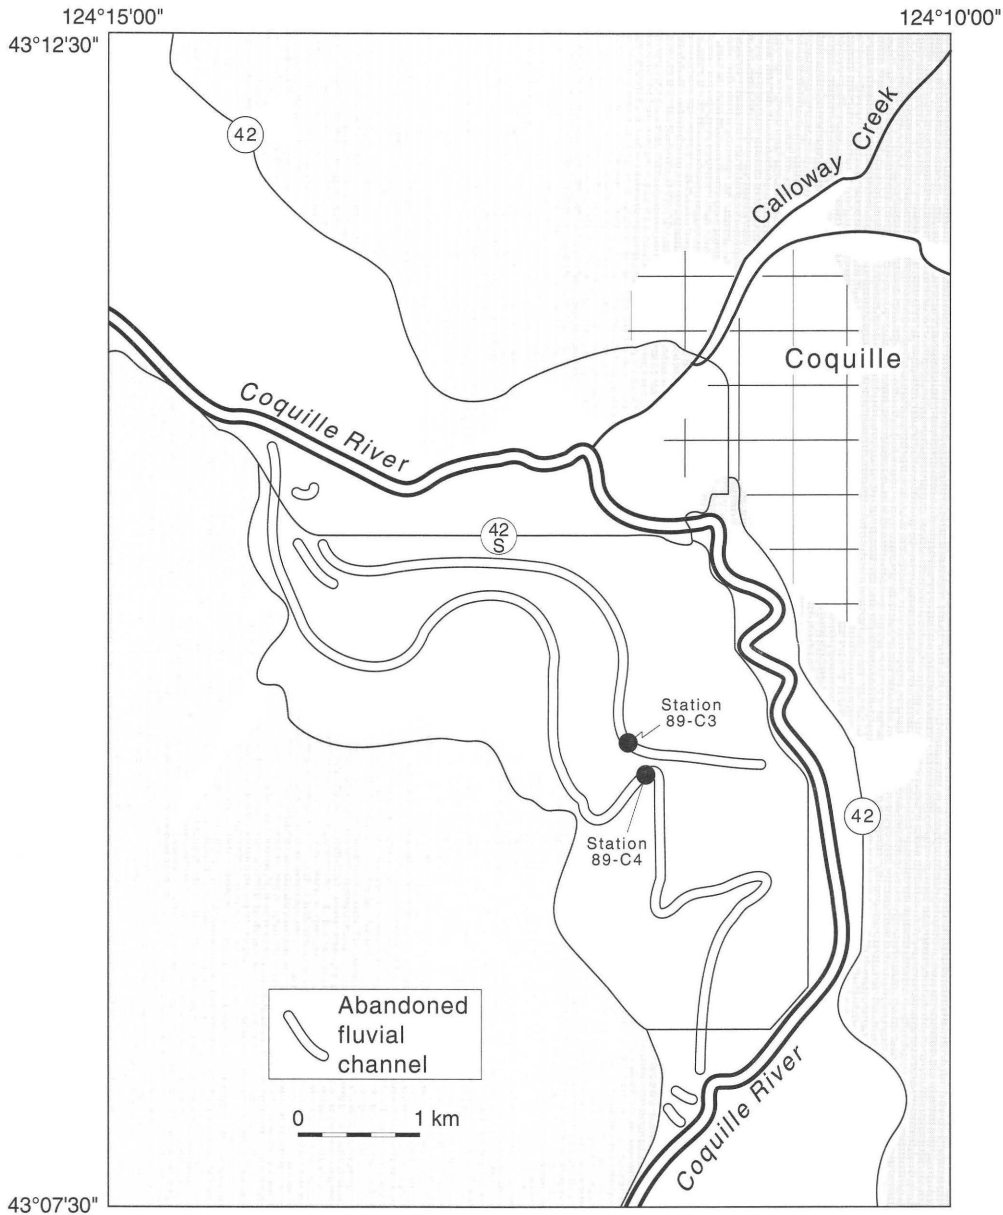 124°15'00"
124°10'00"
43°12'30"
42
Calloway Creek
Coquille
Coquille River
42
S
Station
89-C3
42
Station
89-C4
Abandoned
fluvial
channel
0 1 km
Coquille River
43°07'30"